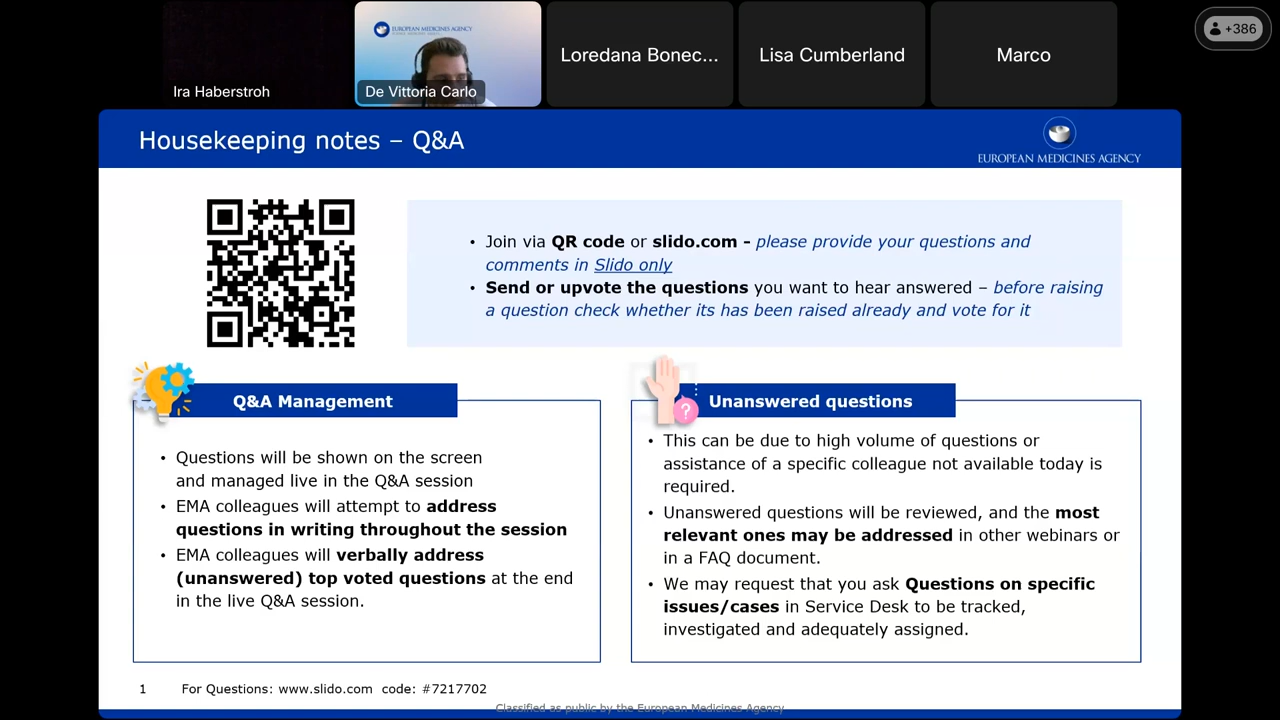 Ira Haberstroh
EUROPEAN MEDICINES AGENCY
De Vittoria Carlo
Loredana Bonec...
Lisa Cumberland
Marco
+386
Housekeeping notes – Q&A
EUROPEAN MEDICINES AGENCY
• Join via QR code or slido.com - please provide your questions and
comments in Slido only
• Send or upvote the questions you want to hear answered – before raising
a question check whether its has been raised already and vote for it
Q&A Management
• Questions will be shown on the screen
and managed live in the Q&A session
• EMA colleagues will attempt to address
questions in writing throughout the session
• EMA colleagues will verbally address
(unanswered) top voted questions at the end
in the live Q&A session.
?
Unanswered questions
• This can be due to high volume of questions or
assistance of a specific colleague not available today is
required.
• Unanswered questions will be reviewed, and the most
relevant ones may be addressed in other webinars or
in a FAQ document.
• We may request that you ask Questions on specific
issues/cases in Service Desk to be tracked,
investigated and adequately assigned.
1 For Questions: www.slido.com code: #7217702
Classified as public by the European Medicines Agency